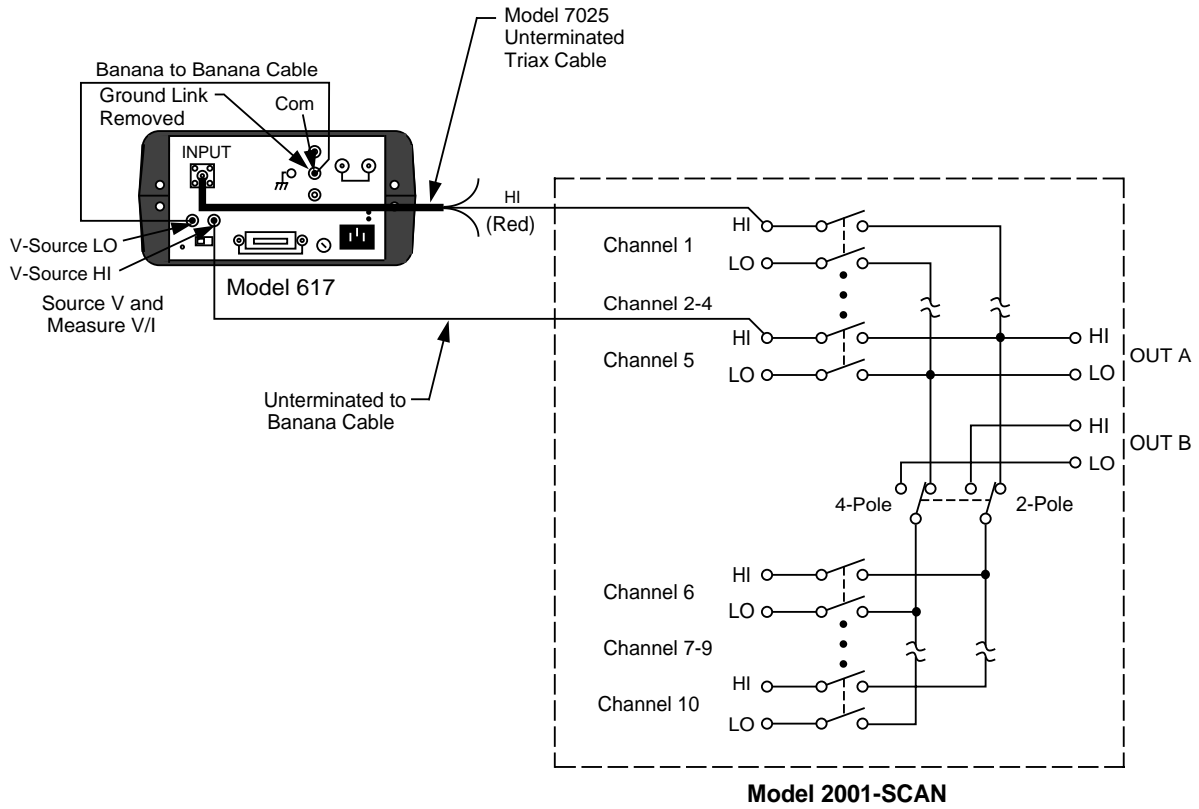 Model 7025
Unterminated
Triax Cable
Banana to Banana Cable
Ground Link
Removed
Com
INPUT
HI
(Red)
V-Source LO
V-Source HI
Source V and
Measure V/I
Model 617
Unterminated to
Banana Cable
Channel 1
HI
LO
Channel 2-4
Channel 5
HI
LO
HI
LO
OUT A
HI
LO
OUT B
4-Pole
2-Pole
Channel 6
HI
LO
Channel 7-9
Channel 10
HI
LO
Model 2001-SCAN